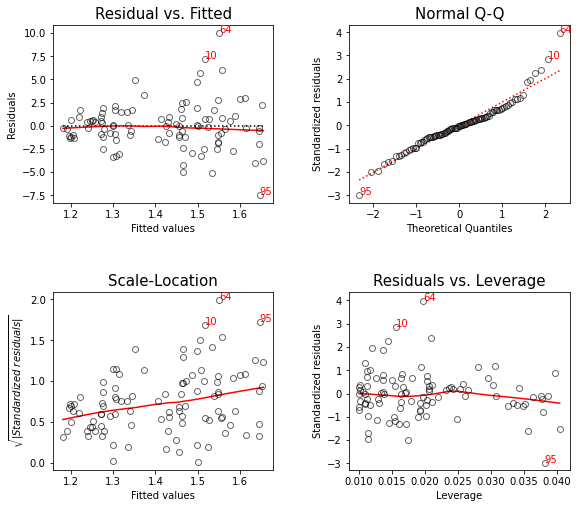 Residual vs. Fitted
10.0
7.5
5.0
2.5
0.0
−2.5
−5.0
−7.5
Residuals
64
10
95
1.2 1.3 1.4 1.5 1.6
Fitted values
Normal Q-Q
4
3
2
1
0
−1
−2
−3
Standardized residuals
64
10
95
−2 −1 0 1 2
Theoretical Quantiles
Scale-Location
2.0
1.5
1.0
0.5
0.0
√|Standardized residuals|
64
95
10
1.2 1.3 1.4 1.5 1.6
Fitted values
Residuals vs. Leverage
4
3
2
1
0
−1
−2
−3
Standardized residuals
64
10
95
0.010 0.015 0.020 0.025 0.030 0.035 0.040
Leverage